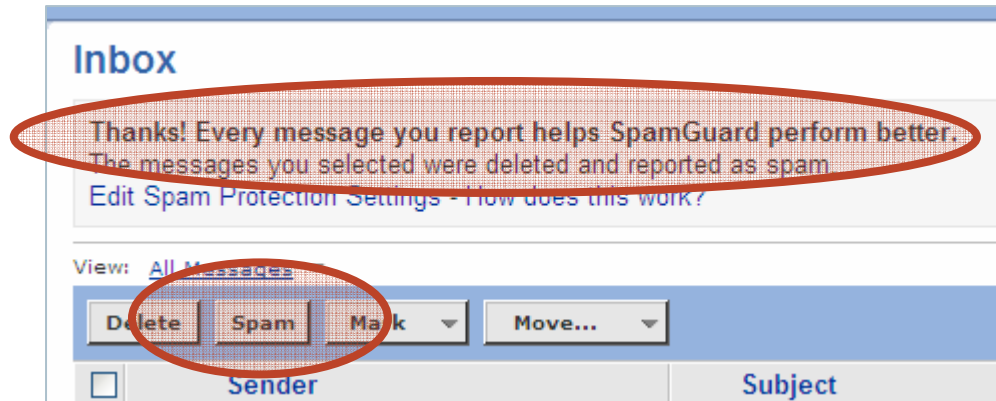 Inbox
Thanks! Every message you report helps SpamGuard perform better.
The messages you selected were deleted and reported as spam.
Edit Spam Protection Settings - How does this work?
View: All Messages
Delete Spam Mark Move...
Sender Subject